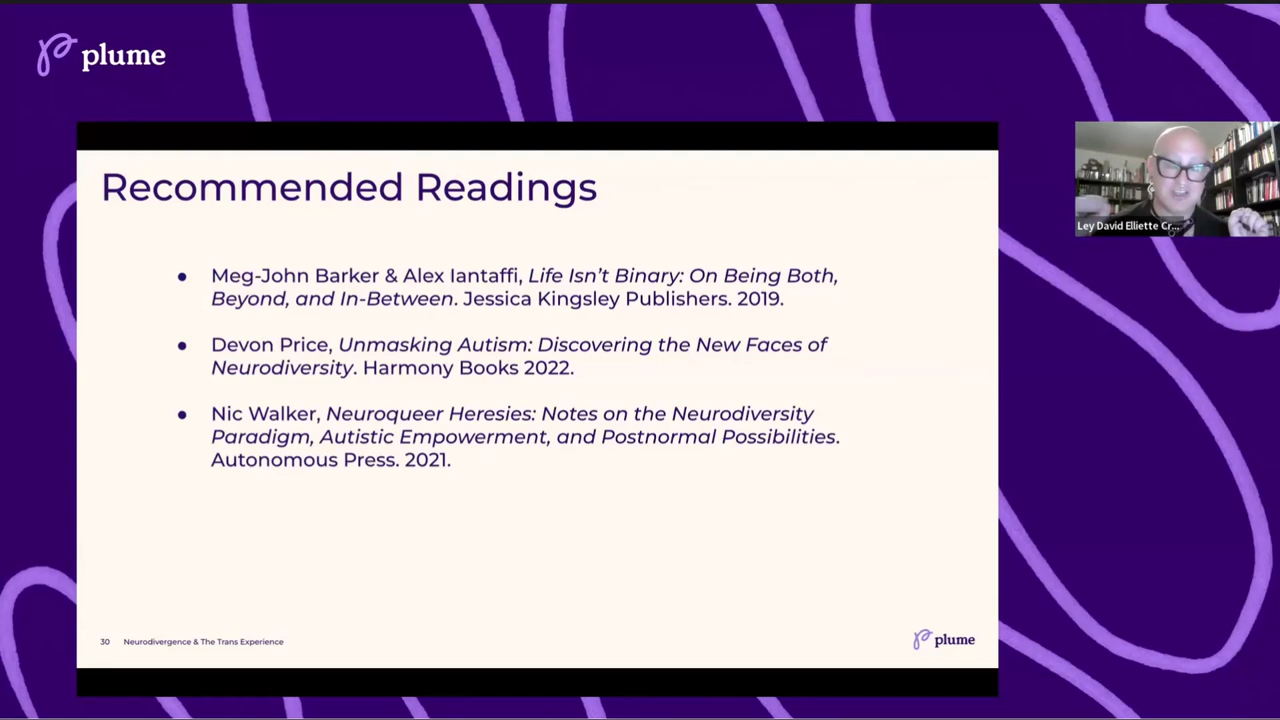 plume
Recommended Readings
● Meg-John Barker & Alex Iantaffi, Life Isn't Binary: On Being Both,
Beyond, and In-Between. Jessica Kingsley Publishers. 2019.
● Devon Price, Unmasking Autism: Discovering the New Faces of
Neurodiversity. Harmony Books 2022.
● Nic Walker, Neuroqueer Heresies: Notes on the Neurodiversity
Paradigm, Autistic Empowerment, and Postnormal Possibilities.
Autonomous Press. 2021.
30 Neurodivergence & The Trans Experience
plume
Ley David Elliette Cr...